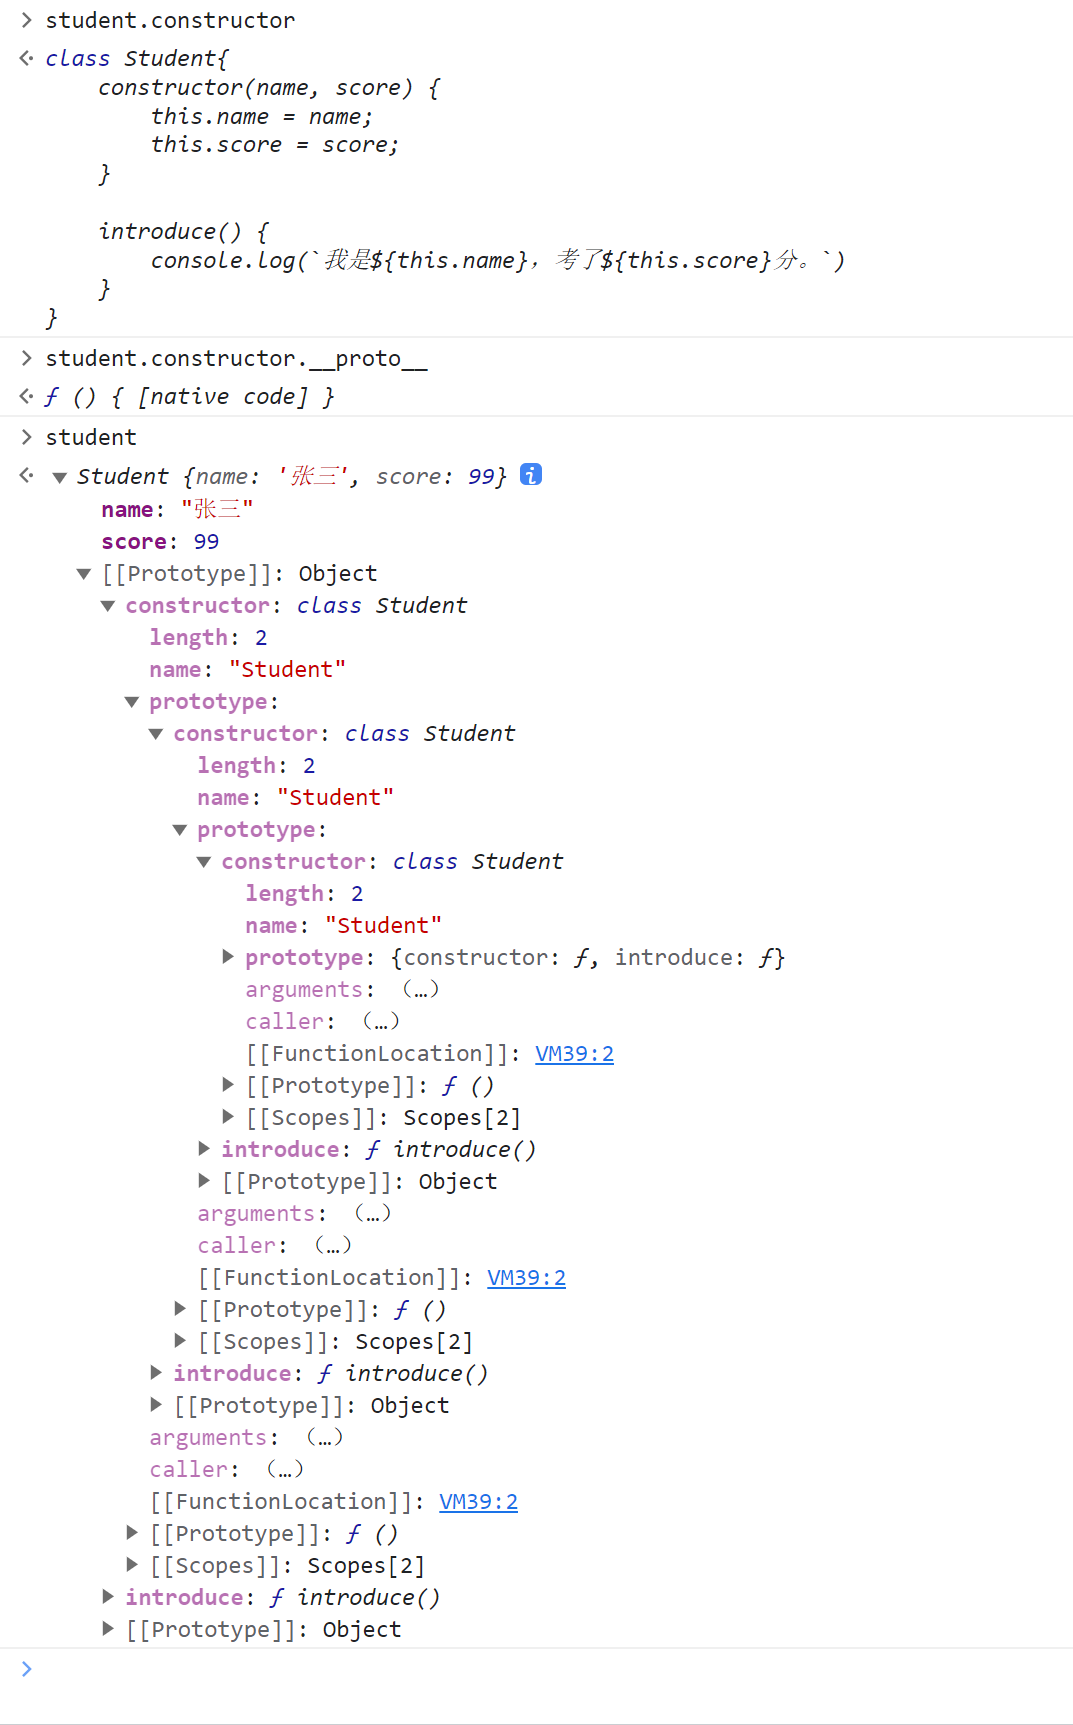 > student.constructor
<· class Student{
    constructor(name, score) {
        this.name = name;
        this.score = score;
    }

    introduce() {
        console.log(`我是${this.name}，考了${this.score}分。`)
    }
}
> student.constructor.__proto__
<· ƒ () { [native code] }
> student
<· ▼ Student {name: '张三', score: 99} i
name: "张三"
score: 99
▼ [[Prototype]]: Object
▼ constructor: class Student
length: 2
name: "Student"
▼ prototype:
▼ constructor: class Student
length: 2
name: "Student"
▼ prototype:
▼ constructor: class Student
length: 2
name: "Student"
▶ prototype: {constructor: ƒ, introduce: ƒ}
arguments: （…）
caller: （…）
[[FunctionLocation]]: VM39:2
▶ [[Prototype]]: ƒ ()
▶ [[Scopes]]: Scopes[2]
▶ introduce: ƒ introduce()
▶ [[Prototype]]: Object
arguments: （…）
caller: （…）
[[FunctionLocation]]: VM39:2
▶ [[Prototype]]: ƒ ()
▶ [[Scopes]]: Scopes[2]
▶ introduce: ƒ introduce()
▶ [[Prototype]]: Object
arguments: （…）
caller: （…）
[[FunctionLocation]]: VM39:2
▶ [[Prototype]]: ƒ ()
▶ [[Scopes]]: Scopes[2]
▶ introduce: ƒ introduce()
▶ [[Prototype]]: Object
>